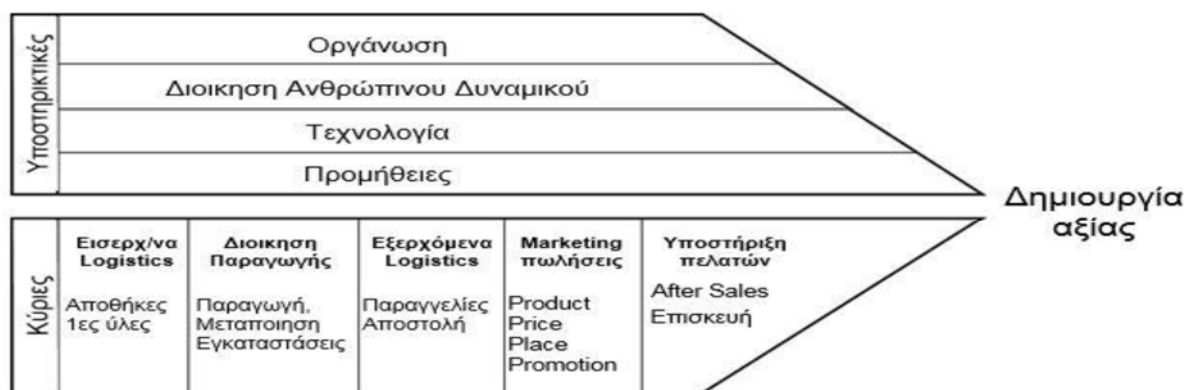 Υποστηρικτικές
Οργάνωση
Διοικηση Ανθρώπινου Δυναμικού
Τεχνολογία
Προμήθειες
Δημιουργία
αξίας
Κύριες
Εισερχ/να
Logistics
Αποθήκες
1ες ύλες
Διοικηση
Παραγωγής
Παραγωγή,
Μεταποιηση
Εγκαταστάσεις
Εξερχόμενα
Logistics
Παραγγελίες
Αποστολή
Marketing
πωλήσεις
Product
Price
Place
Promotion
Υποστήριξη
πελατών
After Sales
Επισκευή